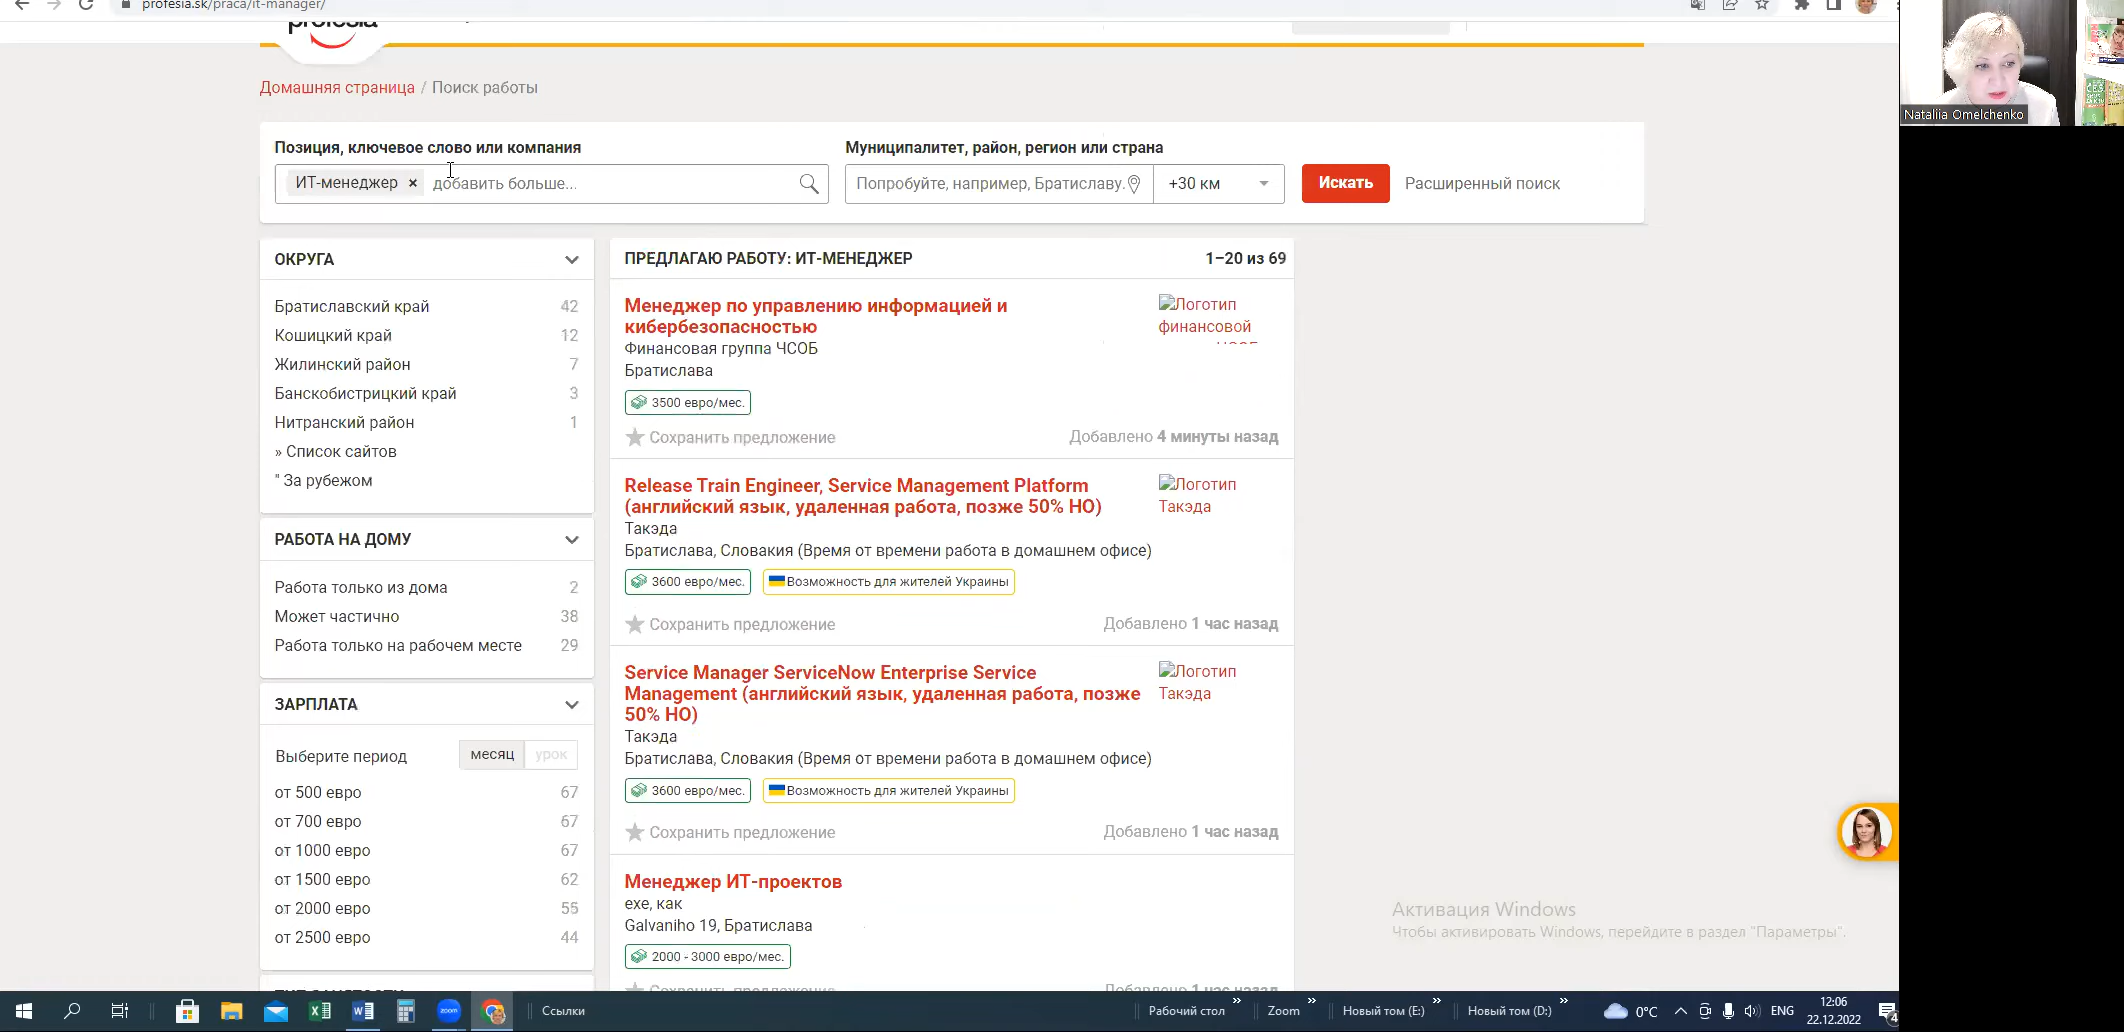 profesia.sk/praca/it-manager/
profesia
Домашняя страница / Поиск работы
Позиция, ключевое слово или компания
ИТ-менеджер × добавить больше...
Муниципалитет, район, регион или страна
Попробуйте, например, Братиславу.
+30 км
Искать
Расширенный поиск
ОКРУГА
Братиславский край 42
Кошицкий край 12
Жилинский район 7
Банскобистрицкий край 3
Нитранский район 1
» Список сайтов
" За рубежом
РАБОТА НА ДОМУ
Работа только из дома 2
Может частично 38
Работа только на рабочем месте 29
ЗАРПЛАТА
Выберите период месяц урок
от 500 евро 67
от 700 евро 67
от 1000 евро 67
от 1500 евро 62
от 2000 евро 55
от 2500 евро 44
ПРЕДЛАГАЮ РАБОТУ: ИТ-МЕНЕДЖЕР 1–20 из 69
Менеджер по управлению информацией и
кибербезопасностью
Логотип
финансовой
Финансовая группа ЧСОБ
Братислава
3500 евро/мес.
Сохранить предложение Добавлено 4 минуты назад
Release Train Engineer, Service Management Platform
(английский язык, удаленная работа, позже 50% HO)
Логотип
Такэда
Такэда
Братислава, Словакия (Время от времени работа в домашнем офисе)
3600 евро/мес. Возможность для жителей Украины
Сохранить предложение Добавлено 1 час назад
Service Manager ServiceNow Enterprise Service
Management (английский язык, удаленная работа, позже
50% HO)
Логотип
Такэда
Такэда
Братислава, Словакия (Время от времени работа в домашнем офисе)
3600 евро/мес. Возможность для жителей Украины
Сохранить предложение Добавлено 1 час назад
Менеджер ИТ-проектов
exe, как
Galvaniho 19, Братислава
2000 - 3000 евро/мес.
Сохранить предложение Добавлено 1 час назад
Активация Windows
Чтобы активировать Windows, перейдите в раздел "Параметры".
Nataliia Omelchenko
zoom
Ссылки
Рабочий стол »
Zoom »
Новый том (E:) »
Новый том (D:) »
0°C
ENG
12:06
22.12.2022
4